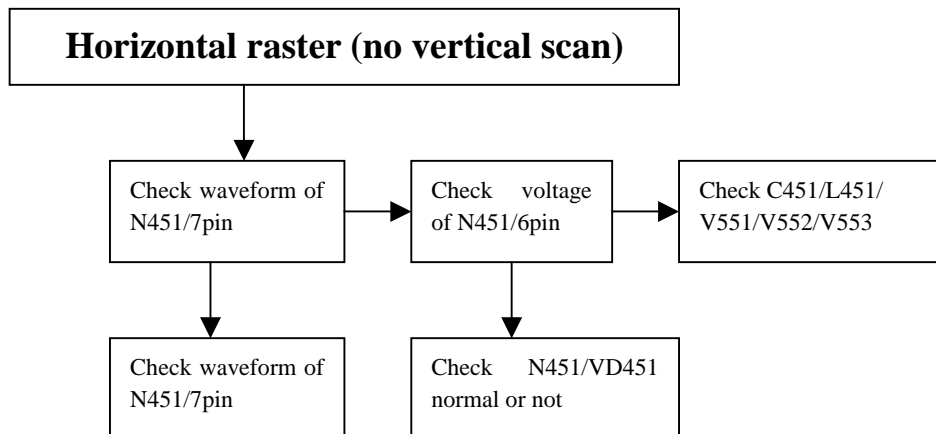 Horizontal raster (no vertical scan)
Check waveform of
N451/7pin
Check voltage
of N451/6pin
Check C451/L451/
V551/V552/V553
Check waveform of
N451/7pin
Check N451/VD451
normal or not